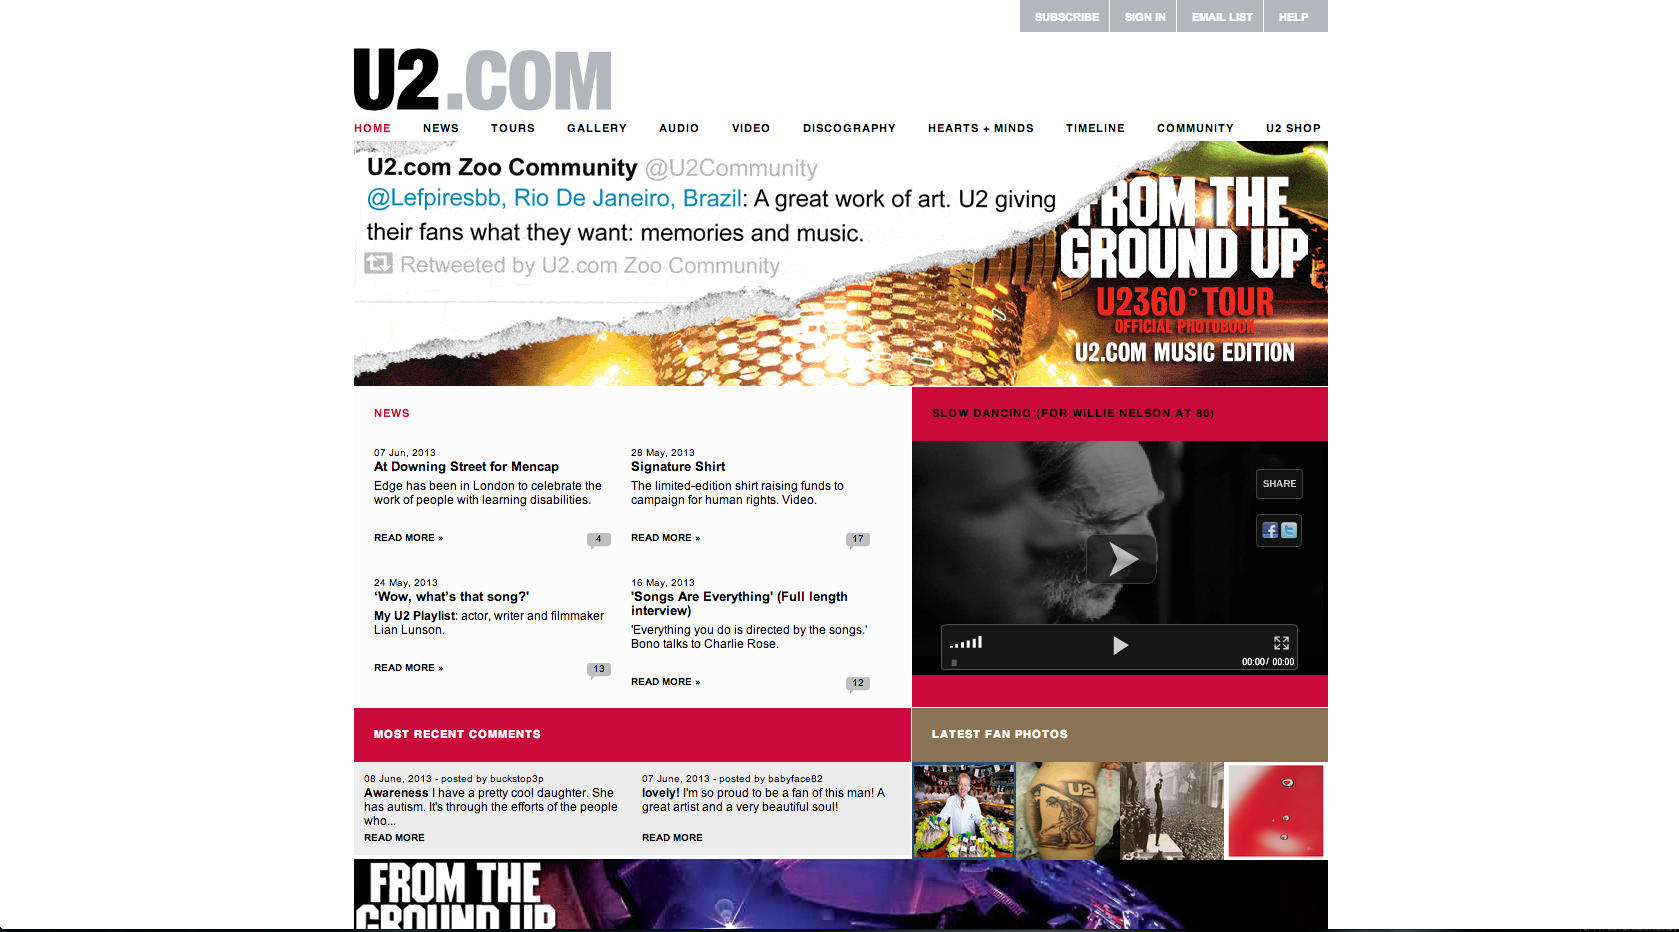 SUBSCRIBE SIGN IN EMAIL LIST HELP
U2.COM
HOME NEWS TOURS GALLERY AUDIO VIDEO DISCOGRAPHY HEARTS + MINDS TIMELINE COMMUNITY U2 SHOP
U2.com Zoo Community @U2Community
@Lefpiresbb, Rio De Janeiro, Brazil: A great work of art. U2 giving
their fans what they want: memories and music.
Retweeted by U2.com Zoo Community
FROM THE
GROUND UP
U2360° TOUR
OFFICIAL PHOTOBOOK
U2.COM MUSIC EDITION
NEWS
07 Jun, 2013
At Downing Street for Mencap
Edge has been in London to celebrate the
work of people with learning disabilities.
READ MORE »
4
28 May, 2013
Signature Shirt
The limited-edition shirt raising funds to
campaign for human rights. Video.
READ MORE »
17
24 May, 2013
‘Wow, what’s that song?'
My U2 Playlist: actor, writer and filmmaker
Lian Lunson.
READ MORE »
13
16 May, 2013
'Songs Are Everything' (Full length
interview)
'Everything you do is directed by the songs.'
Bono talks to Charlie Rose.
READ MORE »
12
SLOW DANCING (FOR WILLIE NELSON AT 80)
SHARE
00:00/ 00:00
MOST RECENT COMMENTS
08 June, 2013 - posted by buckstop3p
Awareness I have a pretty cool daughter. She
has autism. It's through the efforts of the people
who...
READ MORE
07 June, 2013 - posted by babyface82
lovely! I'm so proud to be a fan of this man! A
great artist and a very beautiful soul!
READ MORE
LATEST FAN PHOTOS
U2
FROM THE
GROUND UP